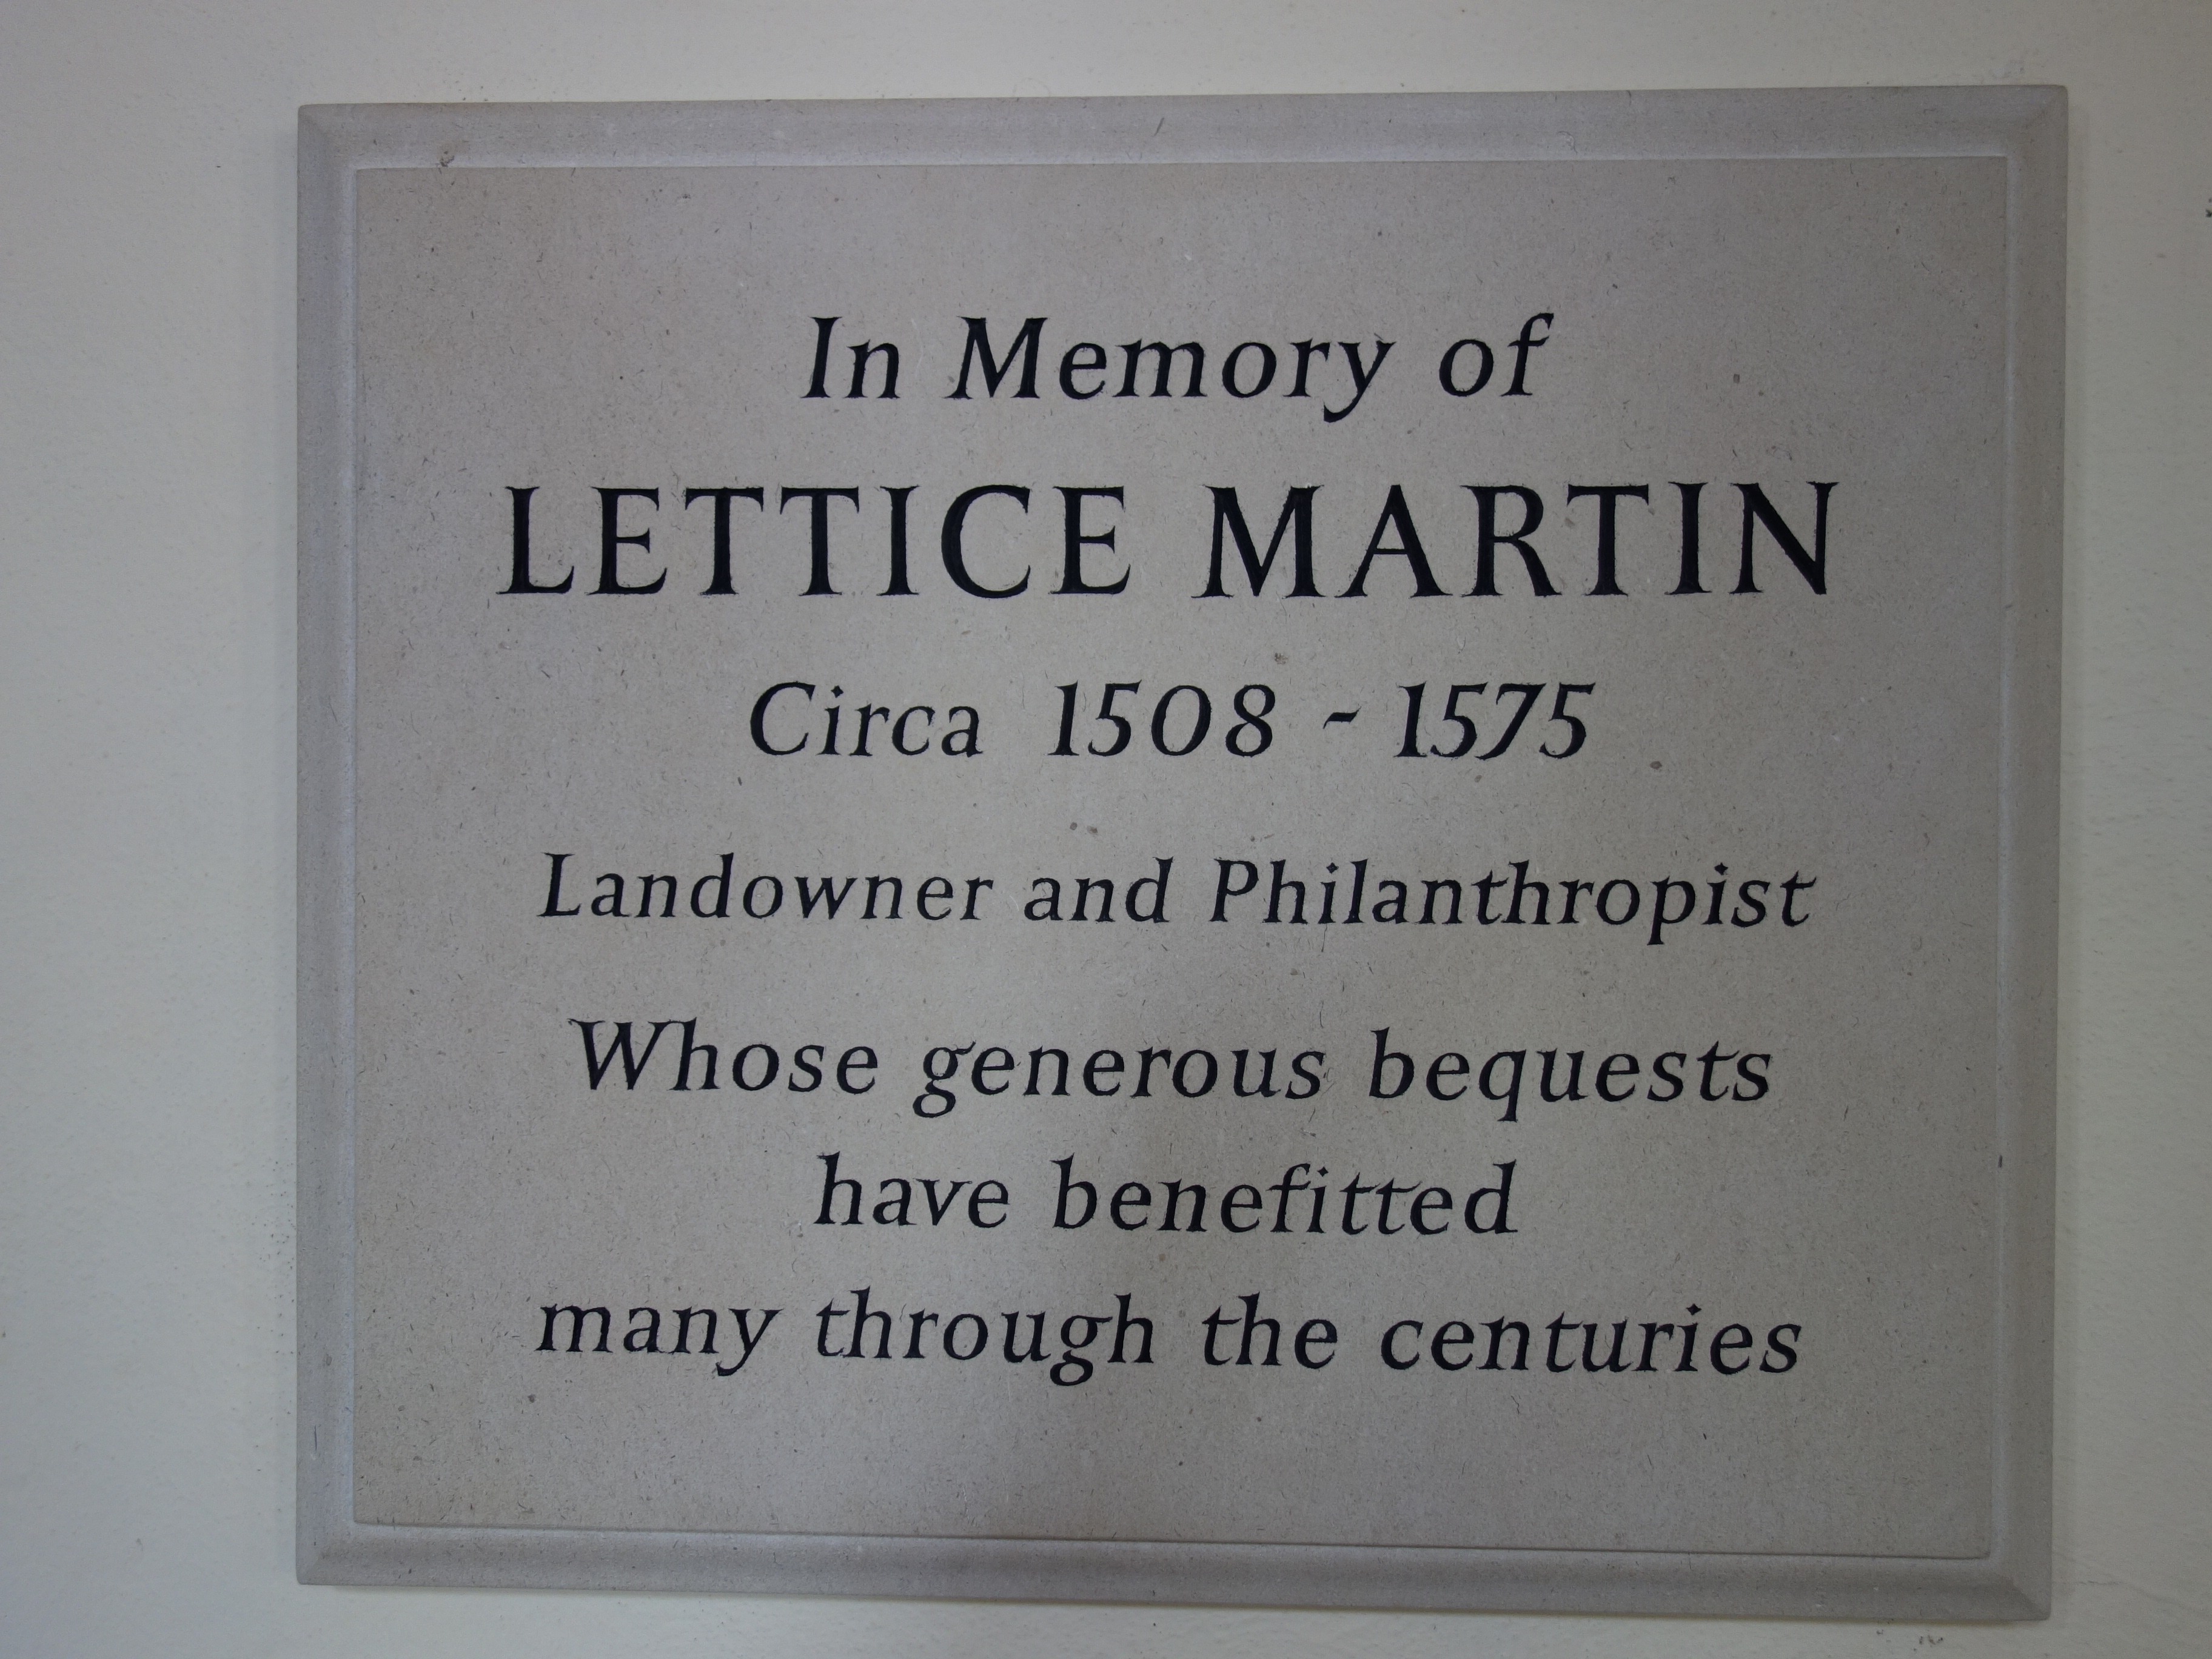 In Memory of
LETTICE MARTIN
Circa 1508 - 1575
Landowner and Philanthropist
Whose generous bequests
have benefitted
many through the centuries